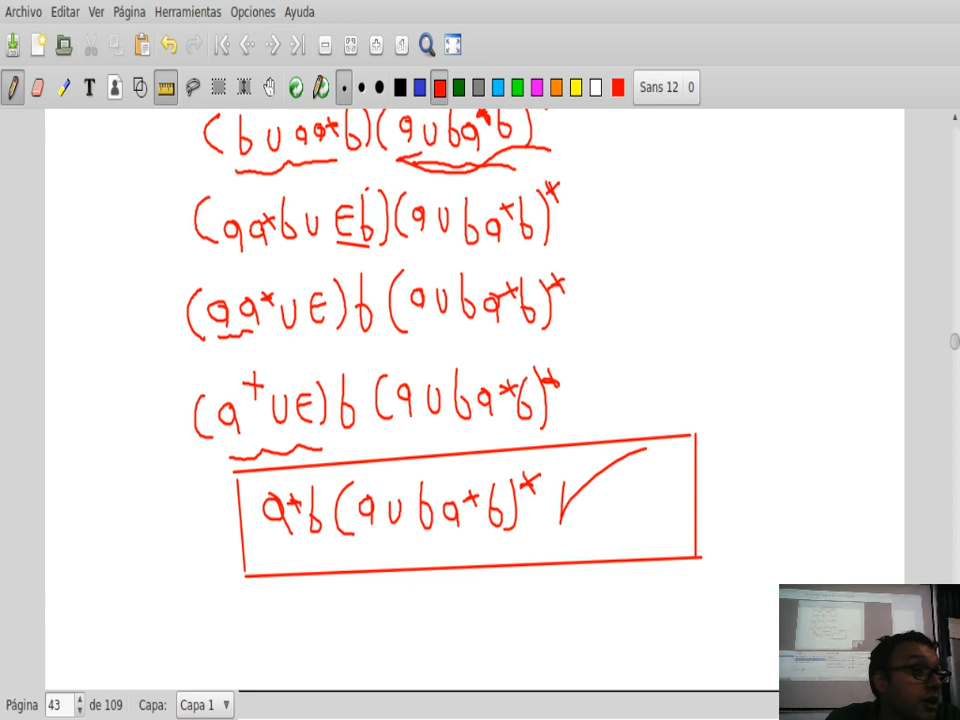 Archivo Editar Ver Página Herramientas Opciones Ayuda
T Sans 12 0
(b ∪ aa*b)(a ∪ ba*b)
(aa*b ∪ ∈b)(a ∪ ba*b)*
(aa* ∪ ∈)b(a ∪ ba*b)*
(a+ ∪ ∈)b(a ∪ ba*b)*
a*b(a ∪ ba*b)*
Página 43 de 109 Capa: Capa 1